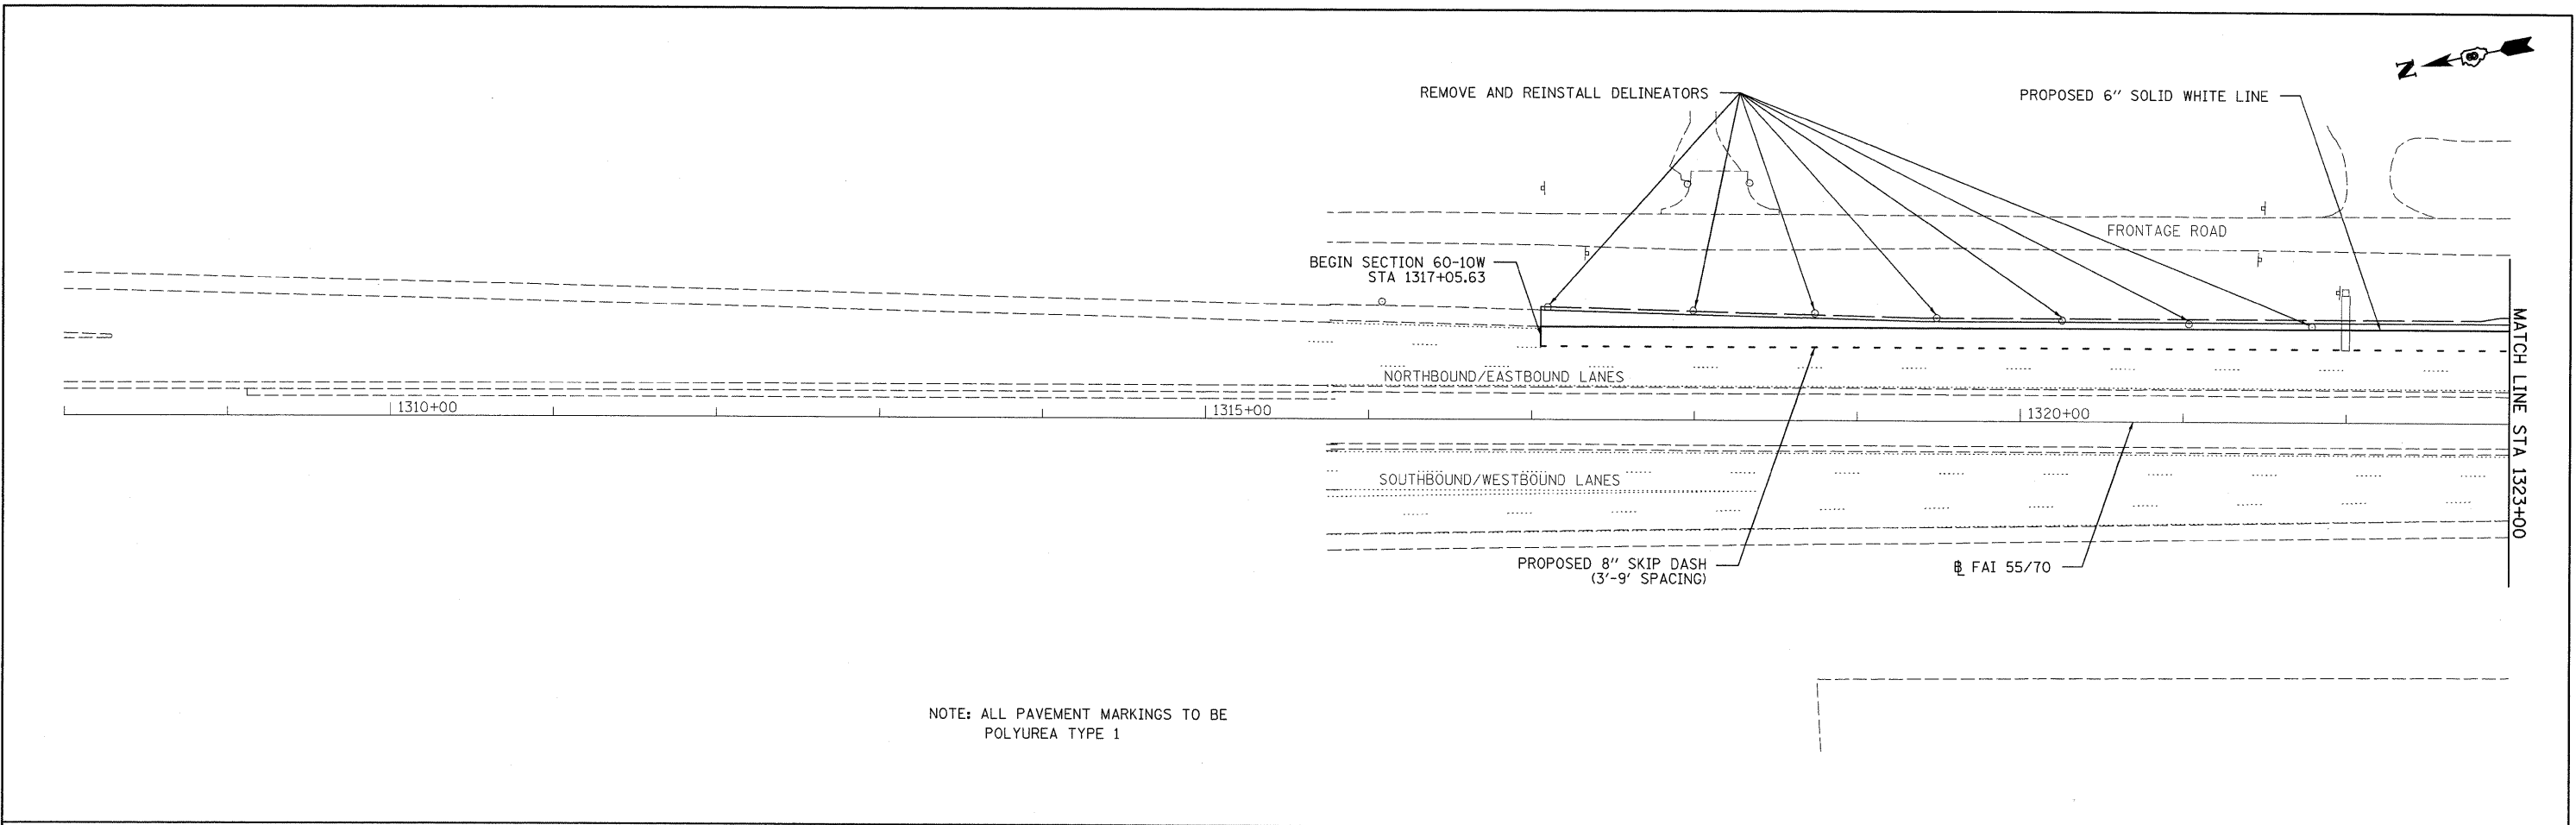 Z
REMOVE AND REINSTALL DELINEATORS
PROPOSED 6" SOLID WHITE LINE
FRONTAGE ROAD
BEGIN SECTION 60-10W
STA 1317+05.63
NORTHBOUND/EASTBOUND LANES
1310+00
1315+00
1320+00
MATCH LINE STA 1323+00
SOUTHBOUND/WESTBOUND LANES
PROPOSED 8" SKIP DASH
(3'-9' SPACING)
℄ FAI 55/70
NOTE: ALL PAVEMENT MARKINGS TO BE
POLYUREA TYPE 1